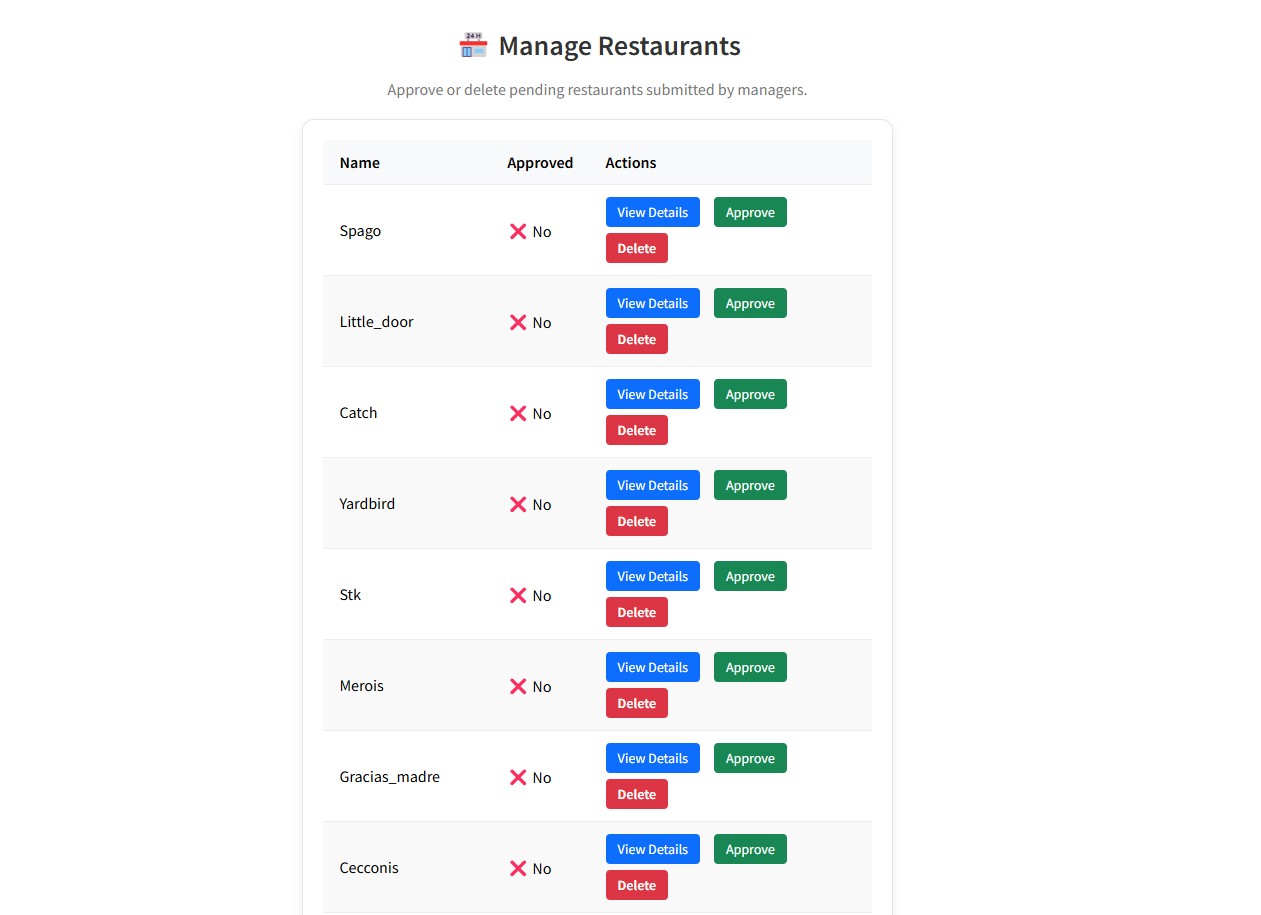 24 H
Manage Restaurants
Approve or delete pending restaurants submitted by managers.
Name Approved Actions
Spago No View Details Approve
Delete
Little_door No View Details Approve
Delete
Catch No View Details Approve
Delete
Yardbird No View Details Approve
Delete
Stk No View Details Approve
Delete
Merois No View Details Approve
Delete
Gracias_madre No View Details Approve
Delete
Cecconis No View Details Approve
Delete